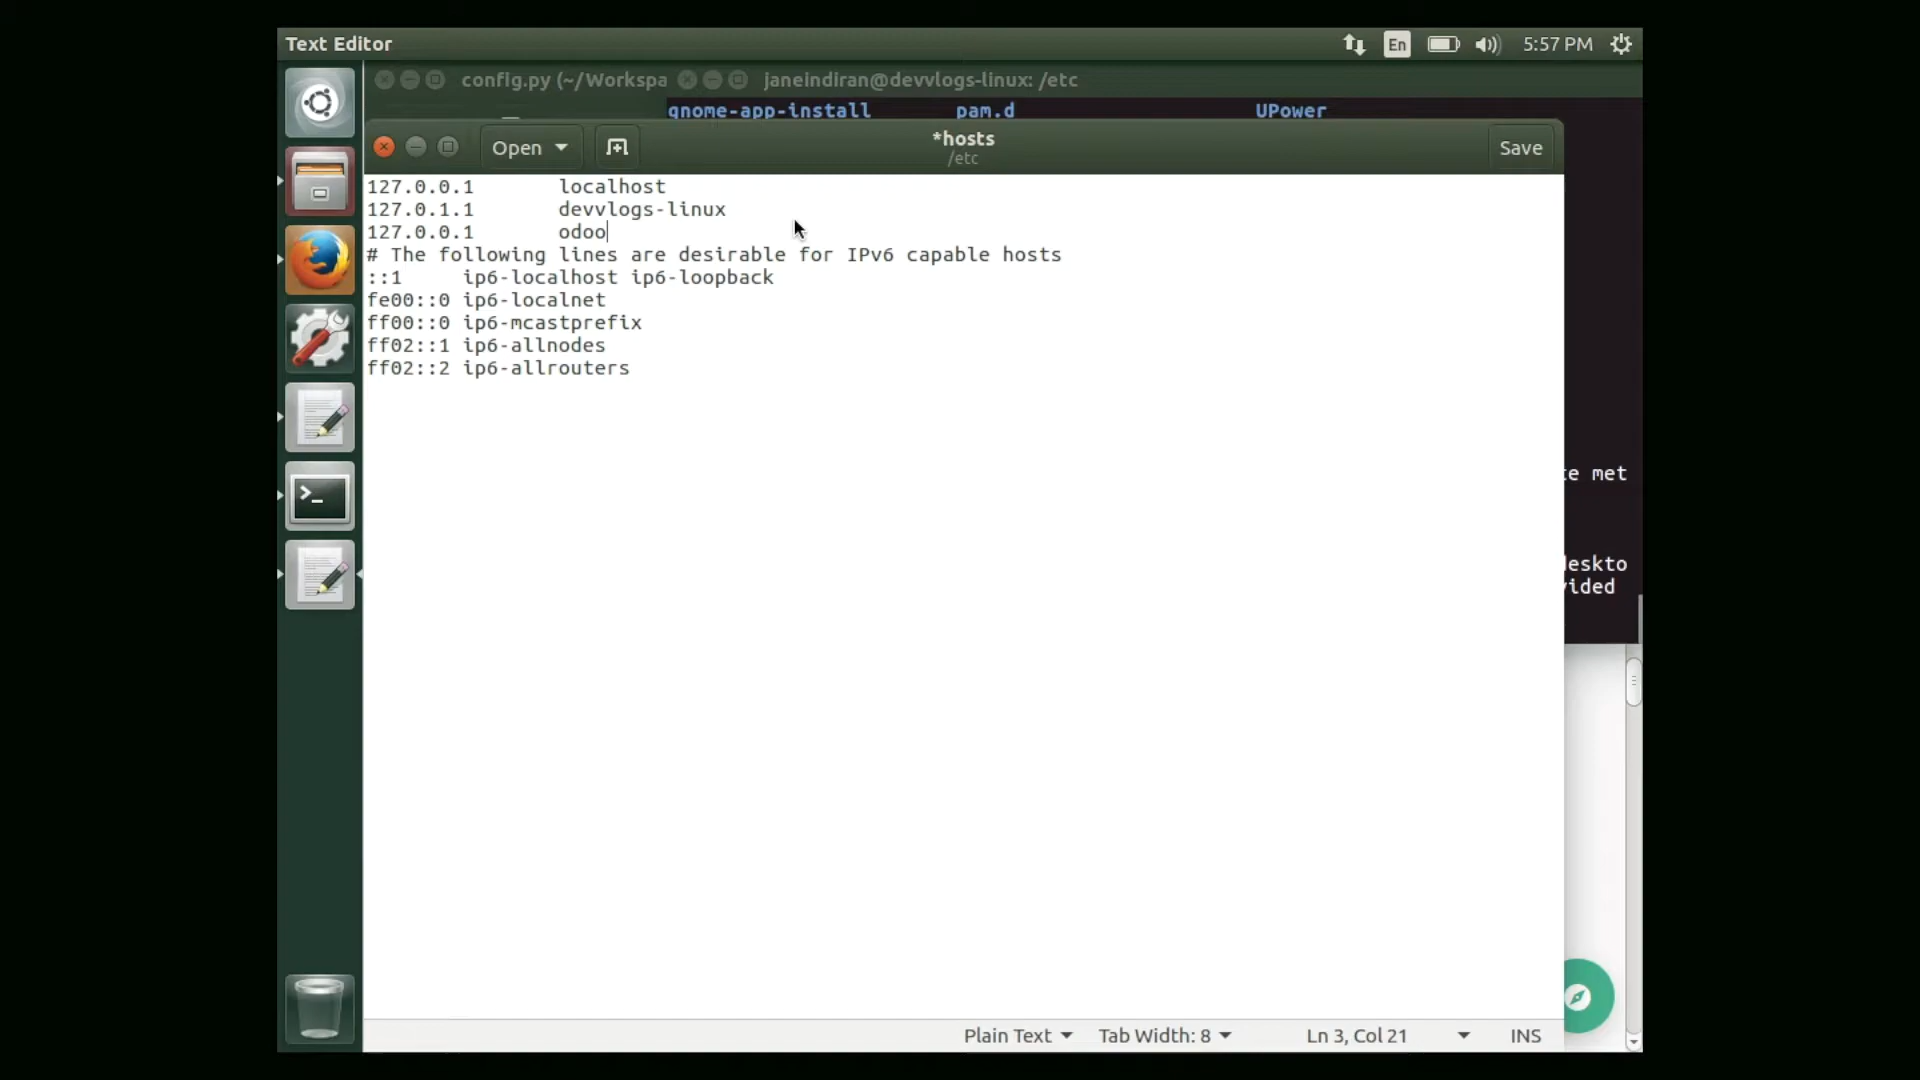 Text Editor
En
5:57 PM
config.py (~/Workspa
janeindiran@devvlogs-linux: /etc
gnome-app-install pam.d UPower
Open
*hosts
/etc
Save
127.0.0.1 localhost
127.0.1.1 devvlogs-linux
127.0.0.1 odoo
# The following lines are desirable for IPv6 capable hosts
::1 ip6-localhost ip6-loopback
fe00::0 ip6-localnet
ff00::0 ip6-mcastprefix
ff02::1 ip6-allnodes
ff02::2 ip6-allrouters
te met
deskto
vided
Plain Text Tab Width: 8 Ln 3, Col 21 INS